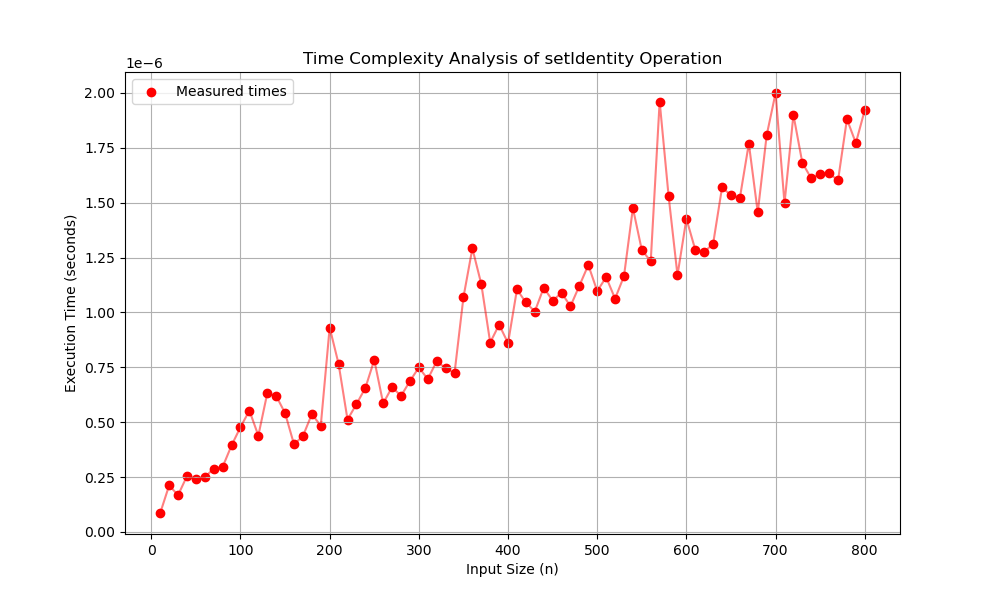 Time Complexity Analysis of setIdentity Operation
1e−6
Measured times
2.00
1.75
1.50
1.25
1.00
0.75
0.50
0.25
0.00
Execution Time (seconds)
0 100 200 300 400 500 600 700 800
Input Size (n)